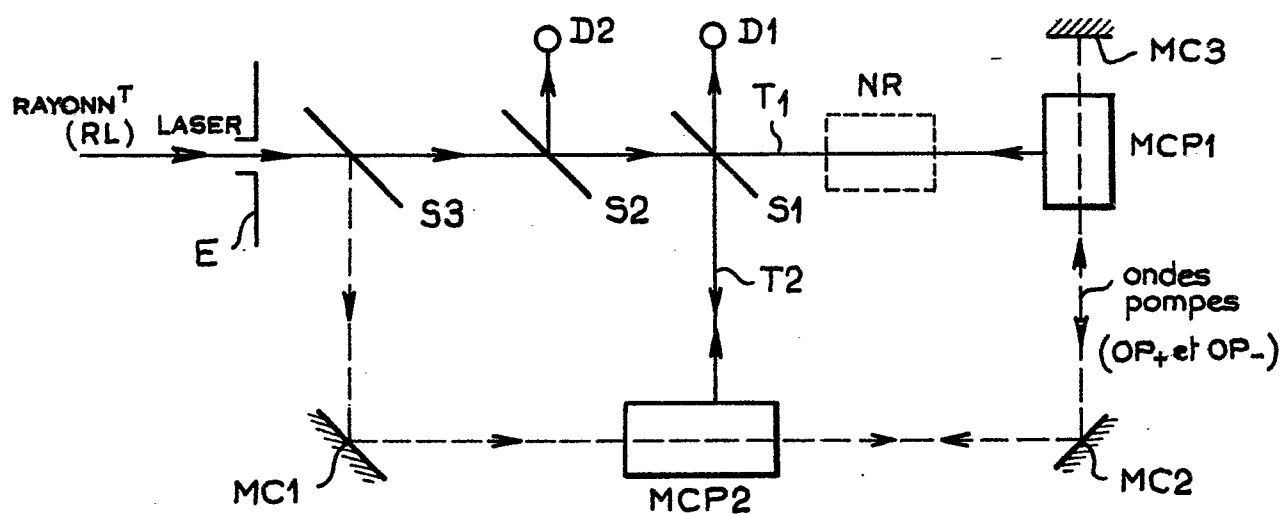 D2
D1
MC3
RAYONNᵀ
(RL)
LASER
T1
NR
MCP1
S3
S2
S1
E
T2
ondes
pompes
(OP+ et OP-)
MC1
MCP2
MC2